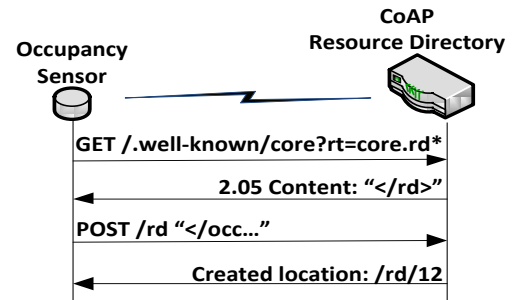 Occupancy
Sensor
CoAP
Resource Directory
GET /.well-known/core?rt=core.rd*
2.05 Content: “</rd>”
POST /rd “</occ…”
Created location: /rd/12